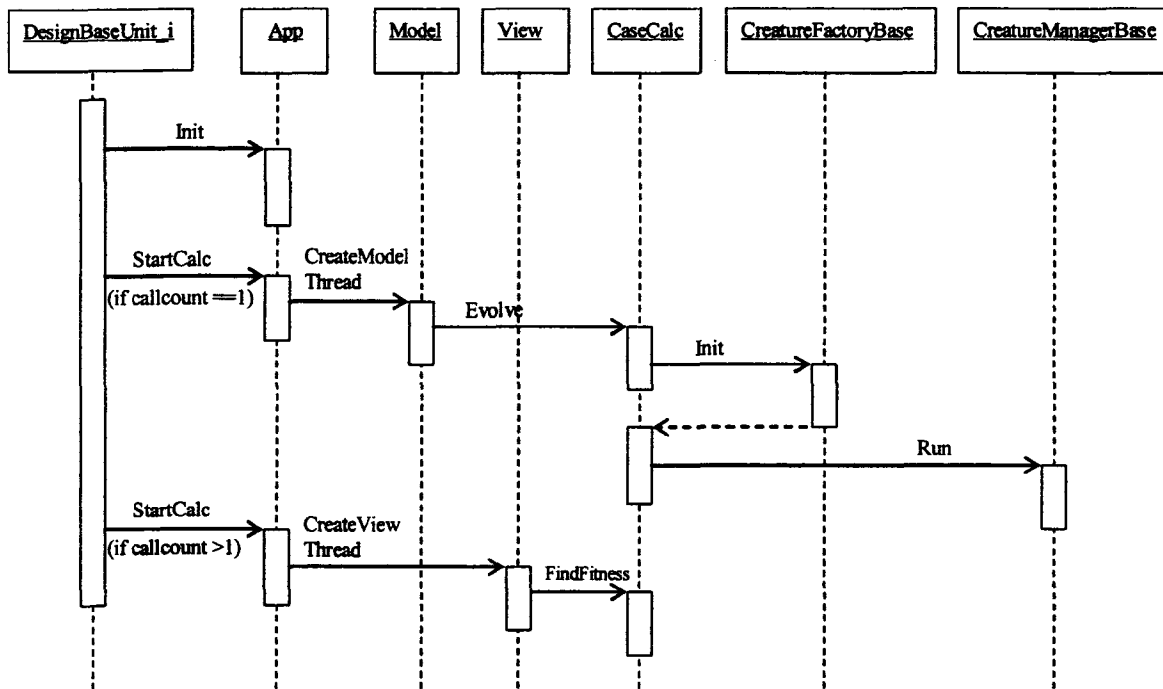 DesignBaseUnit_i
App
Model
View
CaseCalc
CreatureFactoryBase
CreatureManagerBase
Init
StartCalc
(if callcount ==1)
CreateModel
Thread
Evolve
Init
Run
StartCalc
(if callcount >1)
CreateView
Thread
FindFitness